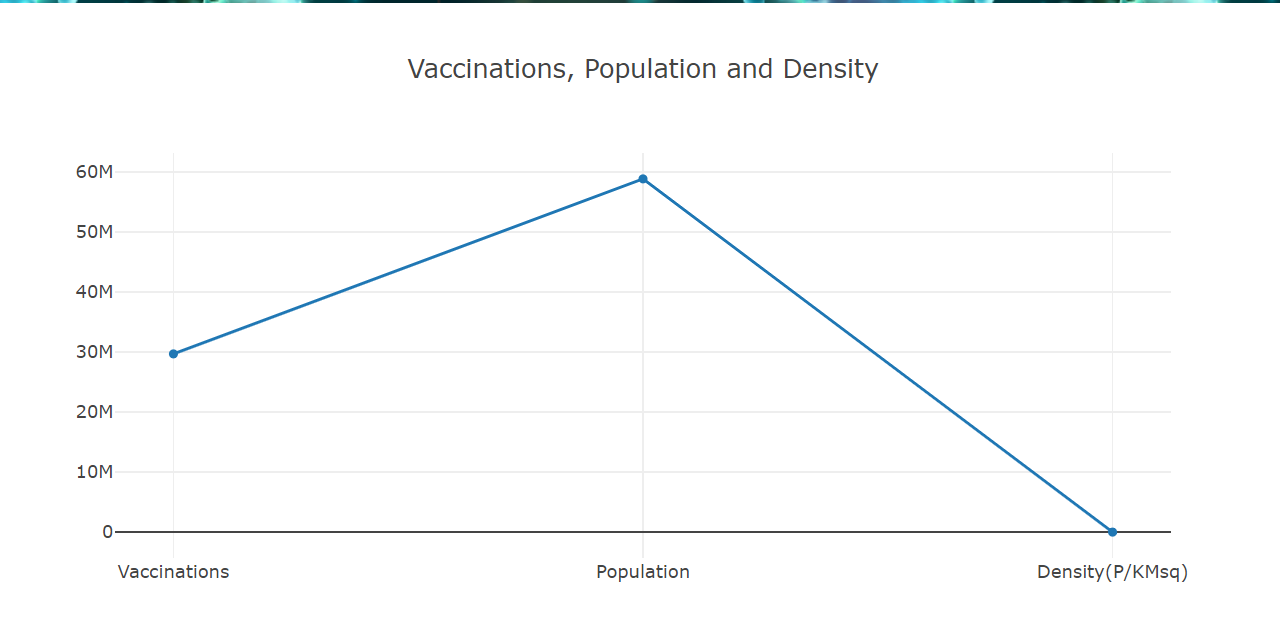 Vaccinations, Population and Density
60M
50M
40M
30M
20M
10M
0
Vaccinations Population Density(P/KMsq)